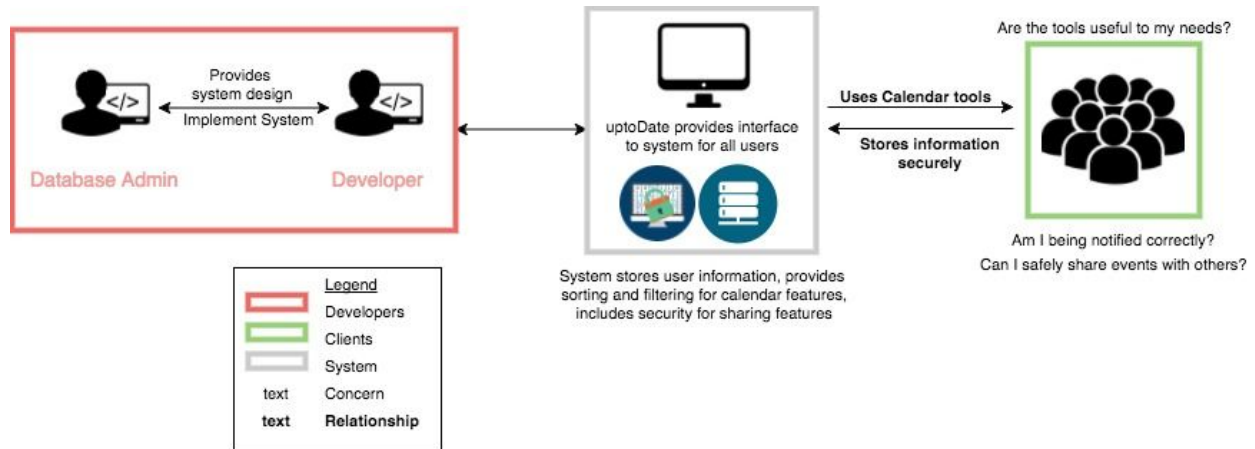 Provides
system design
Implement System
</>
</>
Database Admin
Developer
uptoDate provides interface
to system for all users
System stores user information, provides
sorting and filtering for calendar features,
includes security for sharing features
Uses Calendar tools
Stores information
securely
Are the tools useful to my needs?
Am I being notified correctly?
Can I safely share events with others?
Legend
Developers
Clients
System
text Concern
text Relationship